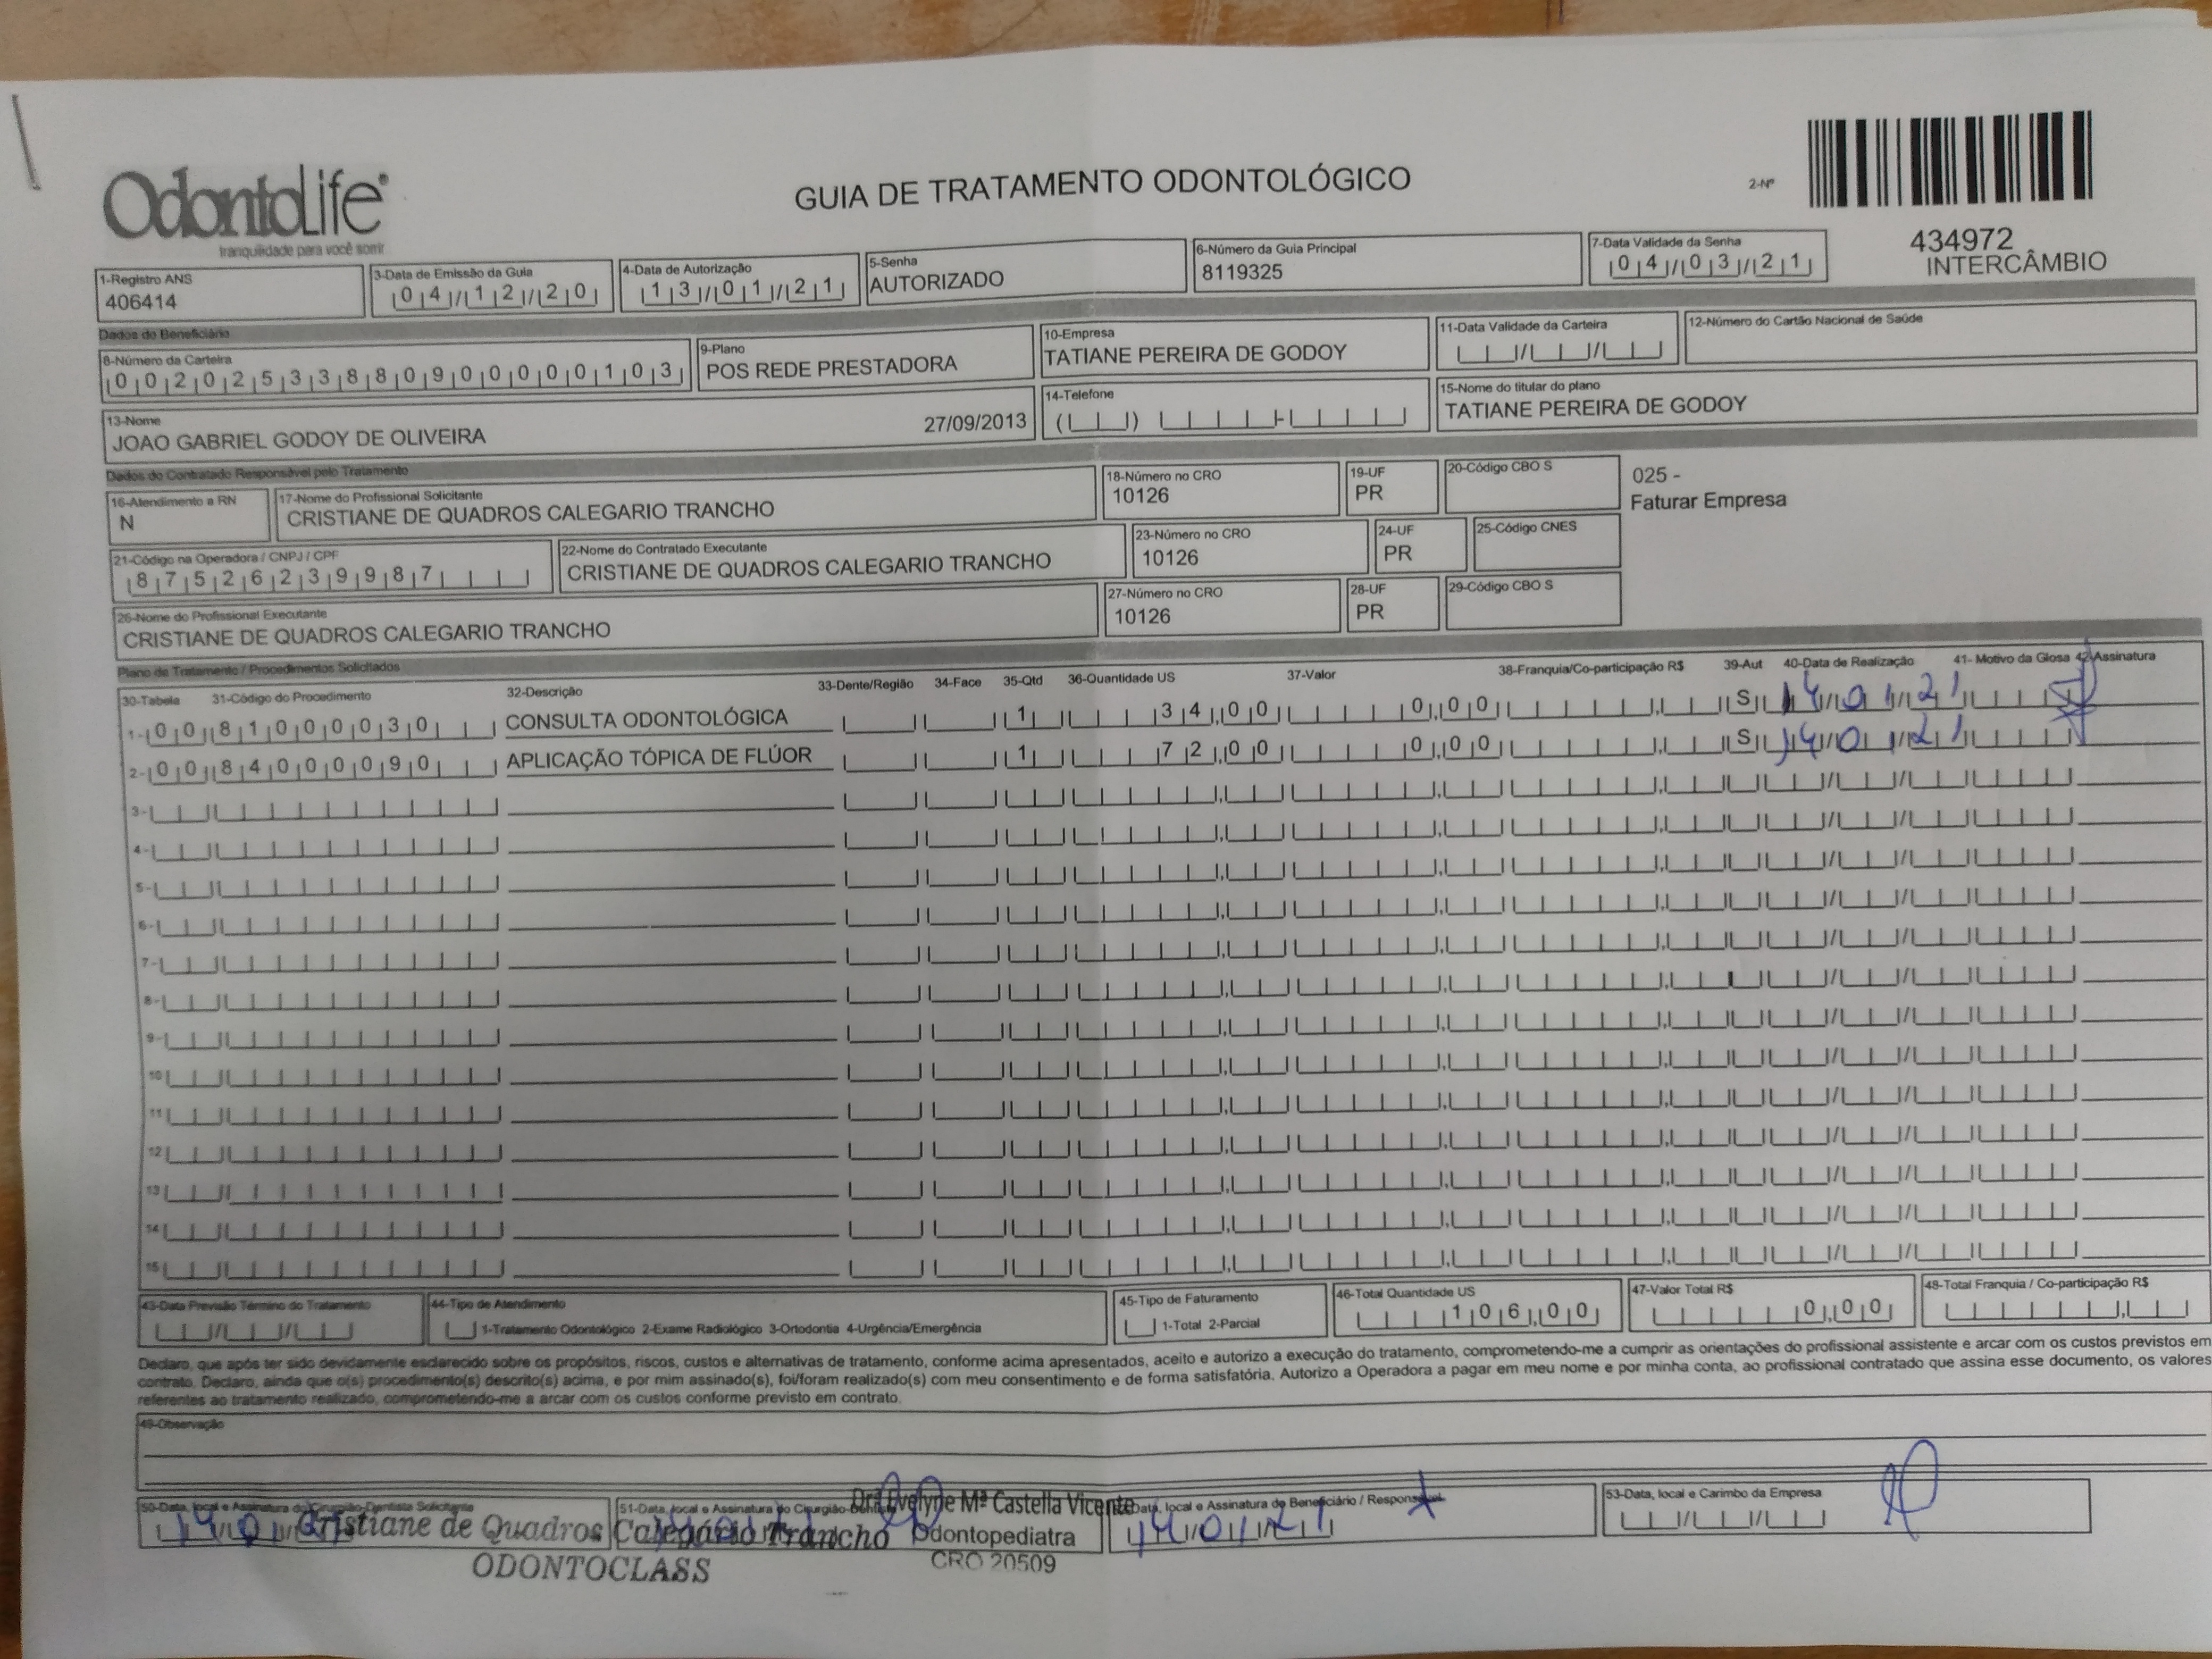 OdontoLife®
tranquilidade para você sorrir
GUIA DE TRATAMENTO ODONTOLÓGICO
2-Nº
434972
INTERCÂMBIO
1-Registro ANS
406414
3-Data de Emissão da Guia
04/12/20
4-Data de Autorização
13/01/21
5-Senha
AUTORIZADO
6-Número da Guia Principal
8119325
7-Data Validade da Senha
04/03/21
Dados do Beneficiário
8-Número da Carteira
00202533880900000103
9-Plano
POS REDE PRESTADORA
10-Empresa
TATIANE PEREIRA DE GODOY
11-Data Validade da Carteira
12-Número do Cartão Nacional de Saúde
13-Nome
JOAO GABRIEL GODOY DE OLIVEIRA 27/09/2013
14-Telefone
15-Nome do titular do plano
TATIANE PEREIRA DE GODOY
Dados do Contratado Responsável pelo Tratamento
16-Atendimento a RN
N
17-Nome do Profissional Solicitante
CRISTIANE DE QUADROS CALEGARIO TRANCHO
18-Número no CRO
10126
19-UF
PR
20-Código CBO S
025 -
Faturar Empresa
21-Código na Operadora / CNPJ / CPF
87526239987
22-Nome do Contratado Executante
CRISTIANE DE QUADROS CALEGARIO TRANCHO
23-Número no CRO
10126
24-UF
PR
25-Código CNES
26-Nome do Profissional Executante
CRISTIANE DE QUADROS CALEGARIO TRANCHO
27-Número no CRO
10126
28-UF
PR
29-Código CBO S
Plano de Tratamento / Procedimentos Solicitados
30-Tabela 31-Código do Procedimento 32-Descrição 33-Dente/Região 34-Face 35-Qtd 36-Quantidade US 37-Valor 38-Franquia/Co-participação R$ 39-Aut 40-Data de Realização 41- Motivo da Glosa 42-Assinatura
1- 00 81000030 CONSULTA ODONTOLÓGICA 1 34,00 0,00 S 14/01/21
2- 00 84000090 APLICAÇÃO TÓPICA DE FLÚOR 1 72,00 0,00 S 14/01/21
3-
4-
5-
6-
7-
8-
9-
10
11
12
13
14
15
43-Data Previsão Término do Tratamento
44-Tipo de Atendimento
1-Tratamento Odontológico 2-Exame Radiológico 3-Ortodontia 4-Urgência/Emergência
45-Tipo de Faturamento
1-Total 2-Parcial
46-Total Quantidade US
106,00
47-Valor Total R$
0,00
48-Total Franquia / Co-participação R$
Declaro, que após ter sido devidamente esclarecido sobre os propósitos, riscos, custos e alternativas de tratamento, conforme acima apresentados, aceito e autorizo a execução do tratamento, comprometendo-me a cumprir as orientações do profissional assistente e arcar com os custos previstos em
contrato. Declaro, ainda que o(s) procedimento(s) descrito(s) acima, e por mim assinado(s), foi/foram realizado(s) com meu consentimento e de forma satisfatória. Autorizo a Operadora a pagar em meu nome e por minha conta, ao profissional contratado que assina esse documento, os valores
referentes ao tratamento realizado, comprometendo-me a arcar com os custos conforme previsto em contrato.
49-Observação
50-Data, local e Assinatura do Cirurgião-Dentista Solicitante
51-Data, local e Assinatura do Cirurgião-
Data, local e Assinatura do Beneficiário / Responsável
14/01/21
53-Data, local e Carimbo da Empresa
Cristiane de Quadros Calegário Trancho
ODONTOCLASS
Dra Evelyne Mª Castella Vicente
Odontopediatra
CRO 20509